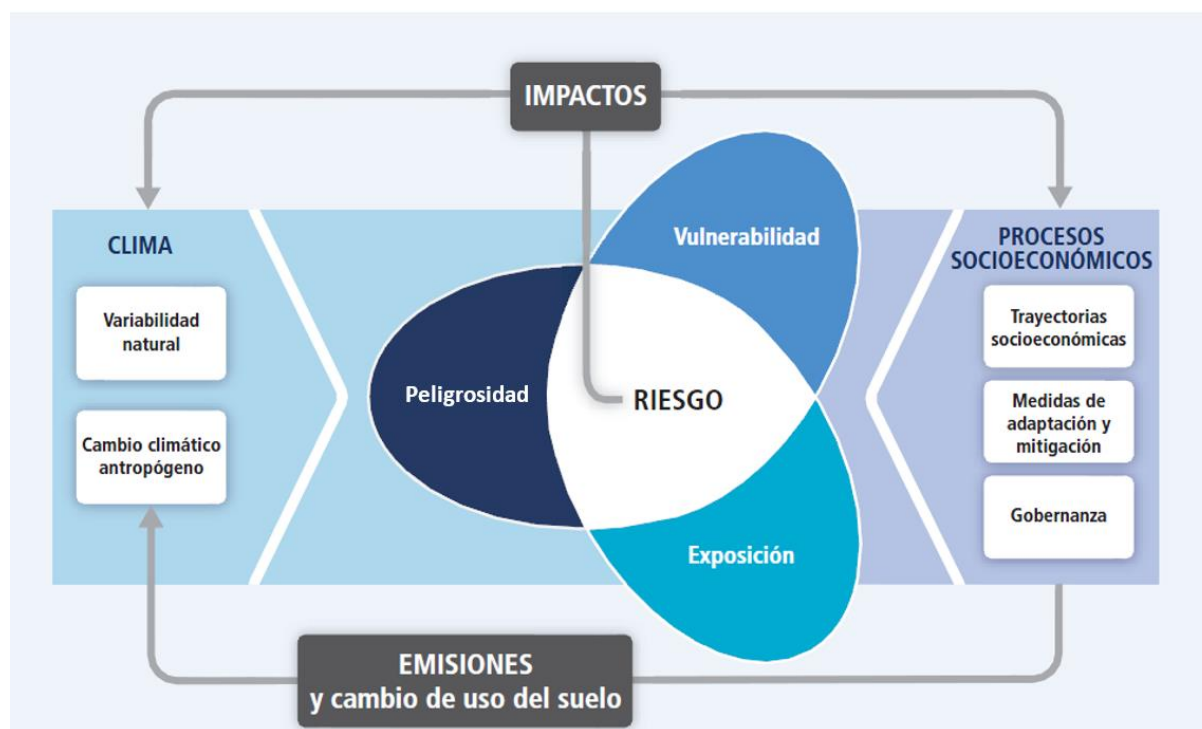 IMPACTOS
CLIMA
Variabilidad
natural
Cambio climático
antropógeno
Peligrosidad
Vulnerabilidad
RIESGO
Exposición
PROCESOS
SOCIOECONÓMICOS
Trayectorias
socioeconómicas
Medidas de
adaptación y
mitigación
Gobernanza
EMISIONES
y cambio de uso del suelo